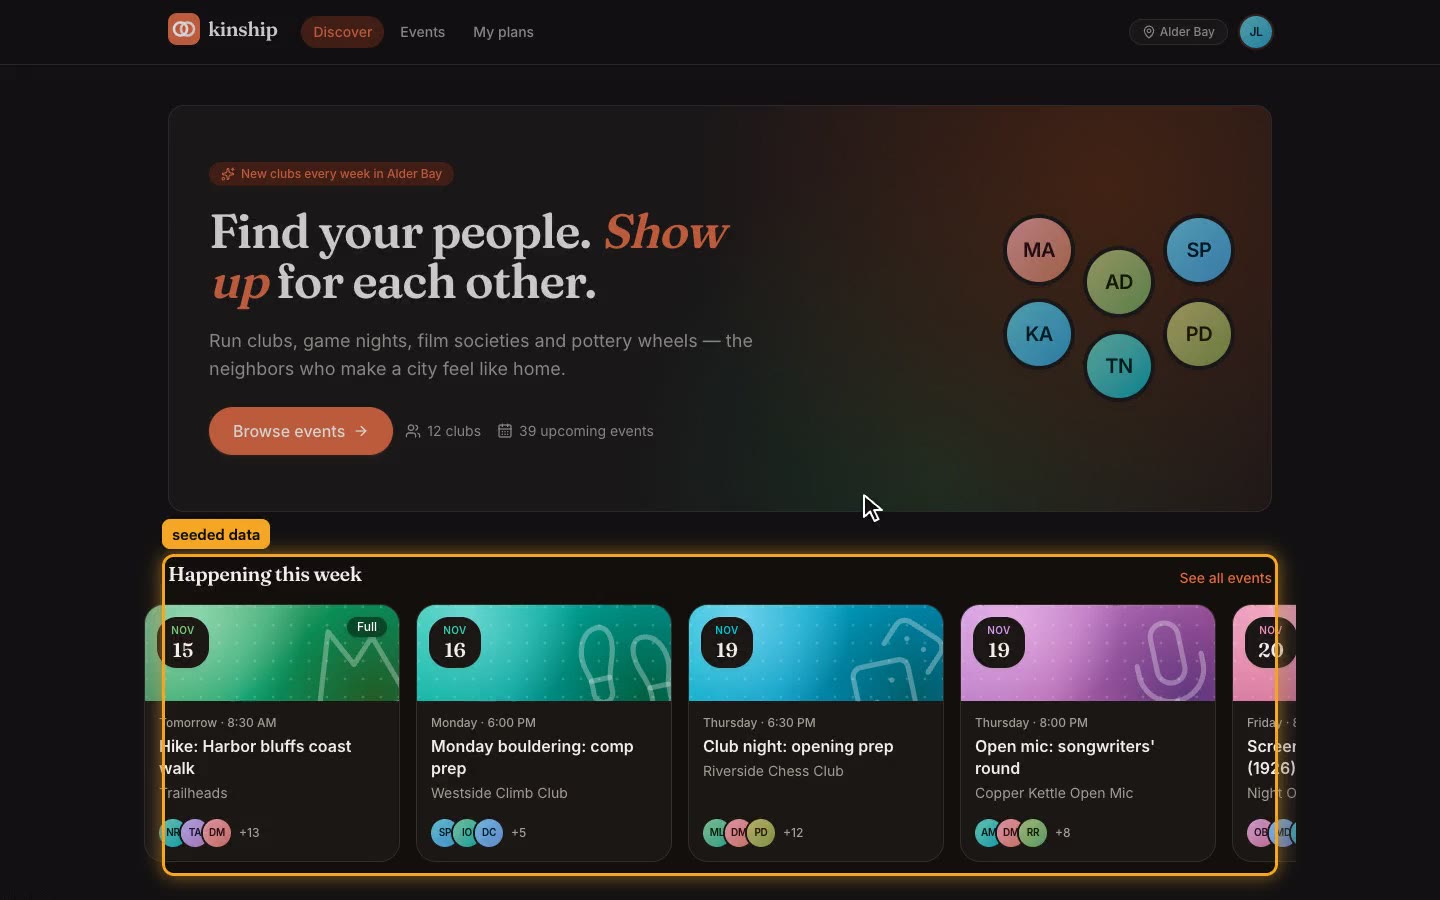 kinship
Discover
Events
My plans
Alder Bay
JL
New clubs every week in Alder Bay
Find your people. Show
up for each other.
Run clubs, game nights, film societies and pottery wheels — the
neighbors who make a city feel like home.
Browse events
12 clubs
39 upcoming events
MA
SP
AD
KA
PD
TN
seeded data
Happening this week
See all events
NOV
15
Full
Tomorrow · 8:30 AM
Hike: Harbor bluffs coast
walk
Trailheads
NR
TA
DM
+13
NOV
16
Monday · 6:00 PM
Monday bouldering: comp
prep
Westside Climb Club
SP
IO
DC
+5
NOV
19
Thursday · 6:30 PM
Club night: opening prep
Riverside Chess Club
ML
DM
PD
+12
NOV
19
Thursday · 8:00 PM
Open mic: songwriters'
round
Copper Kettle Open Mic
AM
DM
RR
+8
NOV
20
Friday · 8
Screen
(1926)
Night O
OB
MD